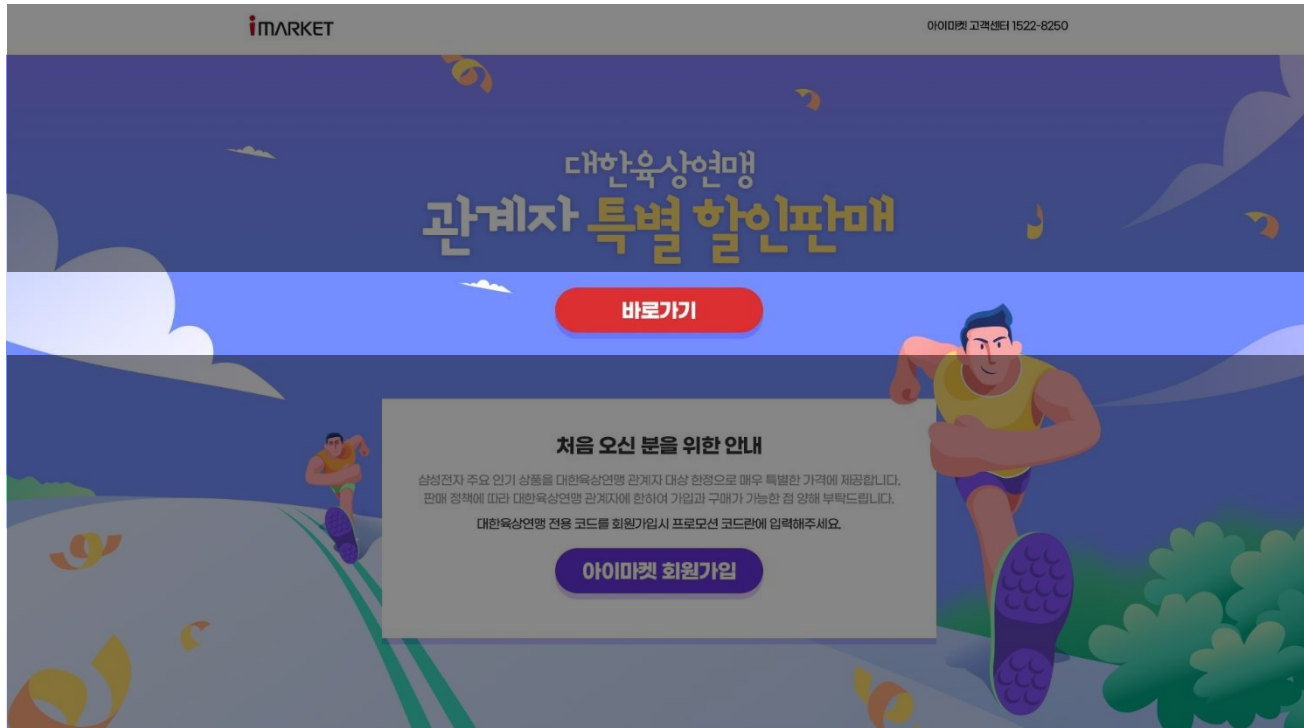 iMARKET
아이마켓 고객센터 1522-8250
대한육상연맹
관계자 특별 할인판매
바로가기
처음 오신 분을 위한 안내
삼성전자 주요 인기 상품을 대한육상연맹 관계자 대상 한정으로 매우 특별한 가격에 제공합니다.
판매 정책에 따라 대한육상연맹 관계자에 한하여 가입과 구매가 가능한 점 양해 부탁드립니다.
대한육상연맹 전용 코드를 회원가입시 프로모션 코드란에 입력해주세요.
아이마켓 회원가입